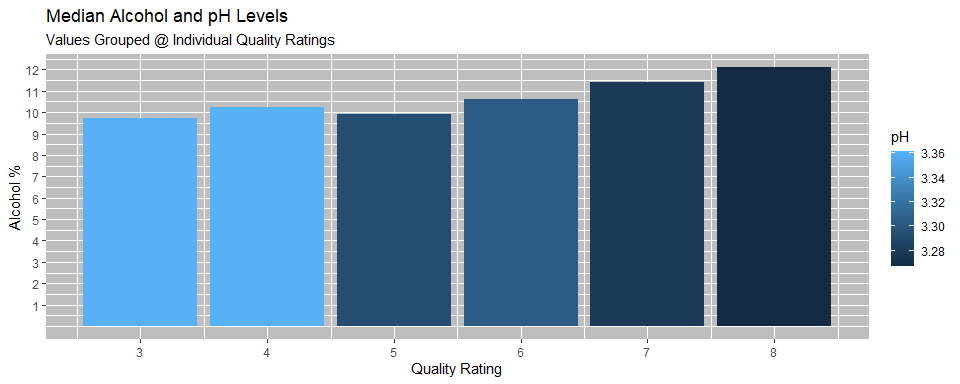 Median Alcohol and pH Levels
Values Grouped @ Individual Quality Ratings
Alcohol %
12
11
10
9
8
7
6
5
4
3
2
1
3 4 5 6 7 8
Quality Rating
pH
3.36
3.34
3.32
3.30
3.28